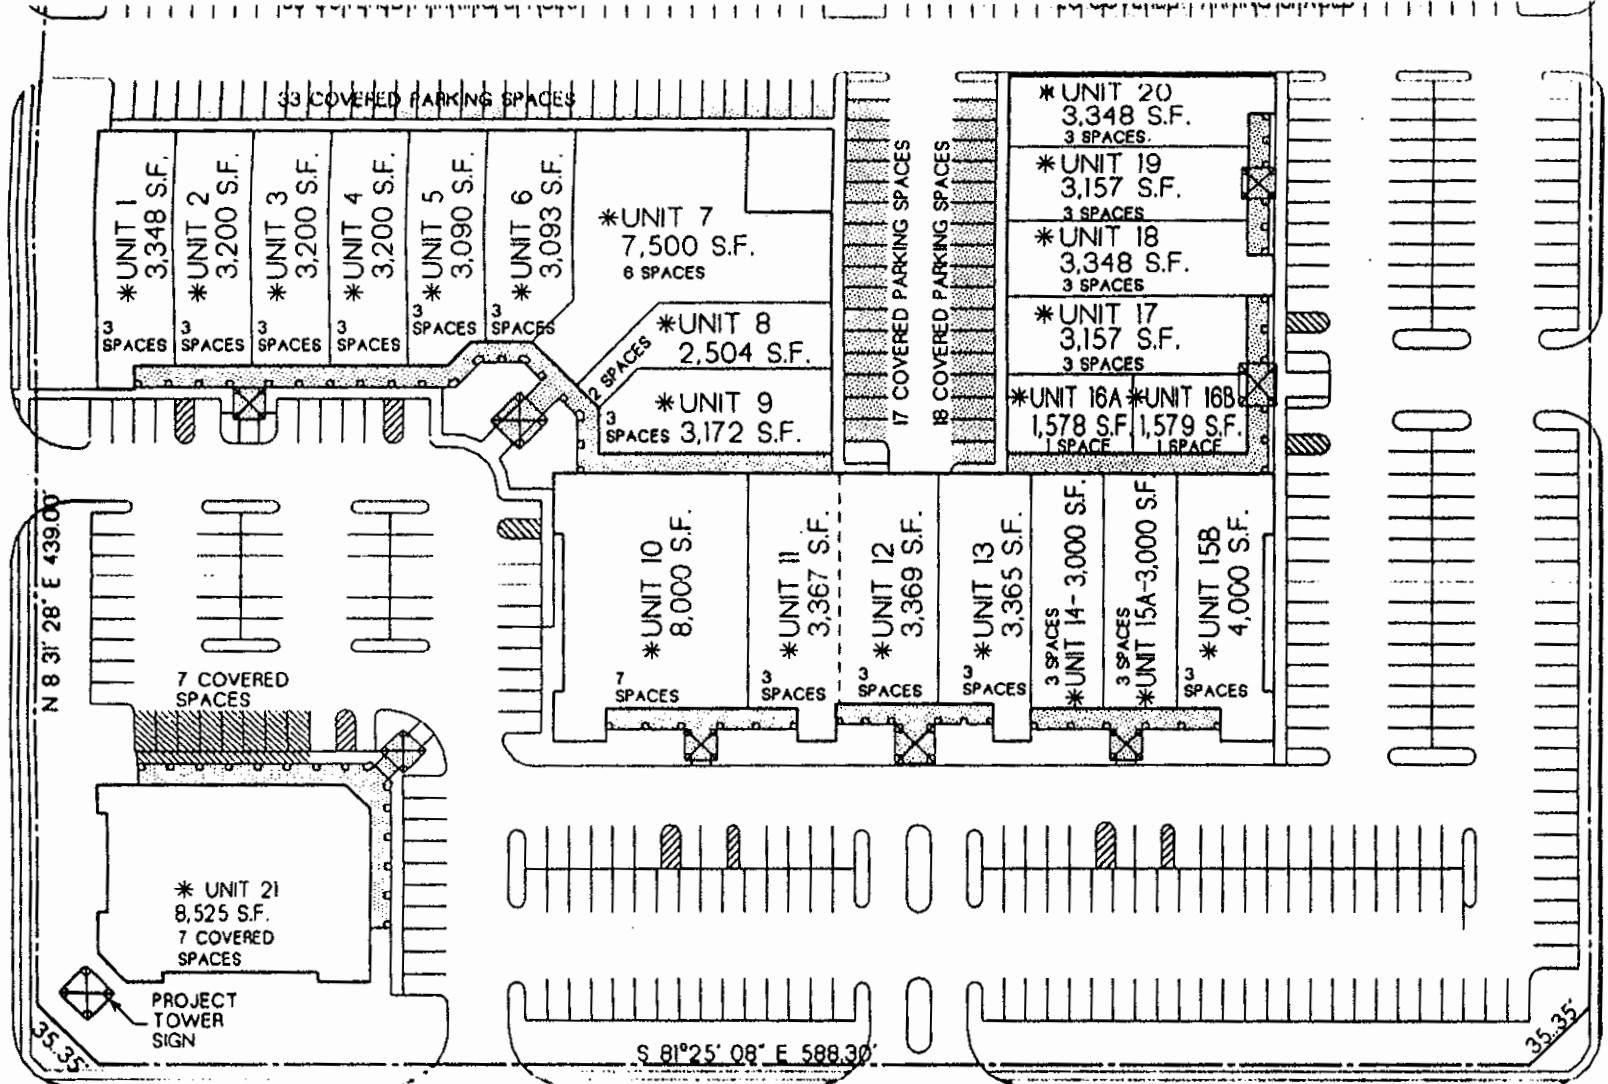 33 COVERED PARKING SPACES
* UNIT 1
3,348 S.F.
3
SPACES
* UNIT 2
3,200 S.F.
3
SPACES
* UNIT 3
3,200 S.F.
3
SPACES
* UNIT 4
3,200 S.F.
3
SPACES
* UNIT 5
3,090 S.F.
3
SPACES
* UNIT 6
3,093 S.F.
3
SPACES
* UNIT 7
7,500 S.F.
6 SPACES
* UNIT 8
2,504 S.F.
2 SPACES
* UNIT 9
3,172 S.F.
3
SPACES
17 COVERED PARKING SPACES
18 COVERED PARKING SPACES
* UNIT 20
3,348 S.F.
3 SPACES.
* UNIT 19
3,157 S.F.
3 SPACES
* UNIT 18
3,348 S.F.
3 SPACES
* UNIT 17
3,157 S.F.
3 SPACES
* UNIT 16A
1,578 S.F.
1 SPACE
* UNIT 16B
1,579 S.F.
1 SPACE
* UNIT 10
8,000 S.F.
7
SPACES
* UNIT 11
3,367 S.F.
3
SPACES
* UNIT 12
3,369 S.F.
3
SPACES
* UNIT 13
3,365 S.F.
3
SPACES
3 SPACES
* UNIT 14-3,000 S.F.
3 SPACES
* UNIT 15A-3,000 S.F.
* UNIT 15B
4,000 S.F.
3
SPACES
N 8 31' 28" E 439.00'
7 COVERED
SPACES
* UNIT 21
8,525 S.F.
7 COVERED
SPACES
PROJECT
TOWER
SIGN
35.35'
S 81°25' 08" E 588.30'
35.35'